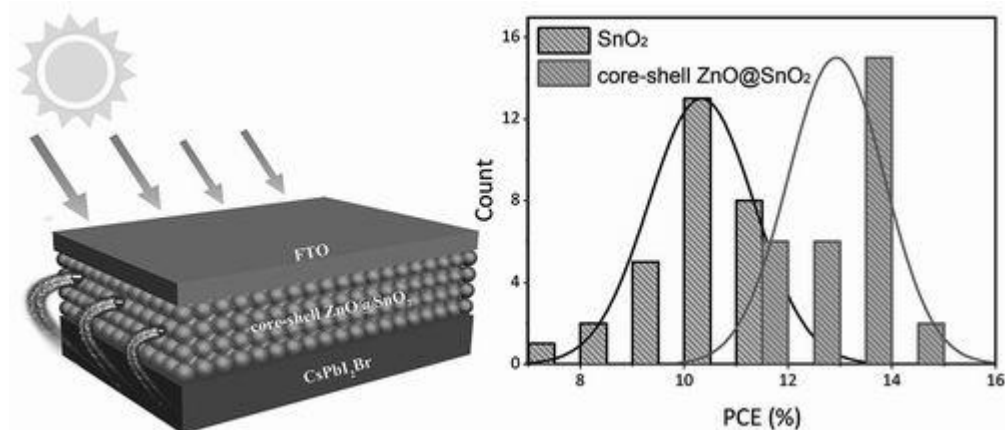 FTO
core-shell ZnO@SnO₂
CsPbI₂Br
SnO₂
core-shell ZnO@SnO₂
Count
16
12
8
4
0
8
10
12
14
16
PCE (%)